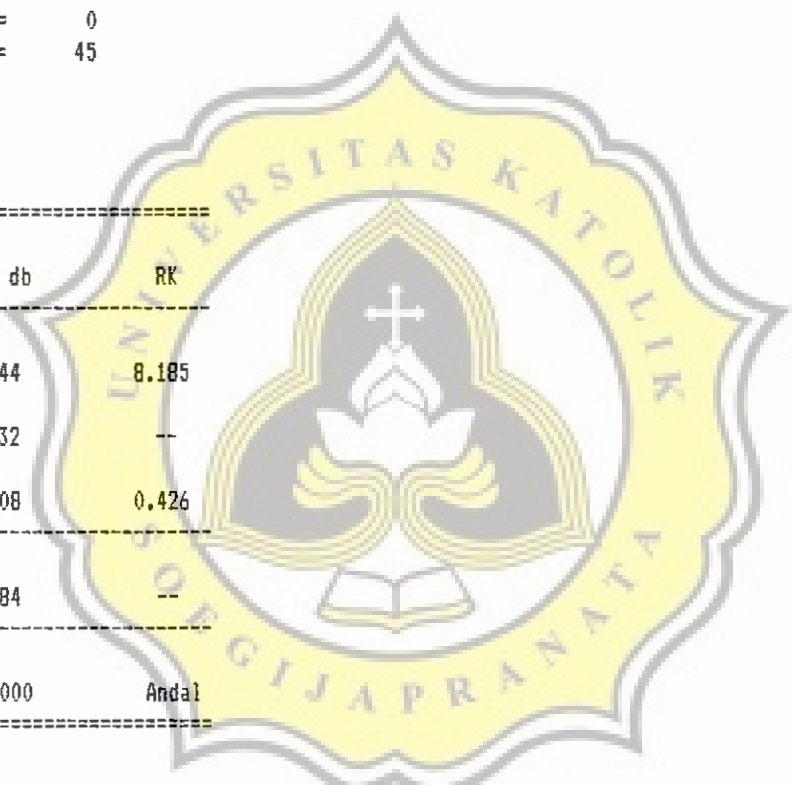 = 0
= 45
UNIVERSITAS KATOLIK
SOEGIJAPRANATA
db RK
44 8.185
32 --
08 0.426
84 --
000 Andal